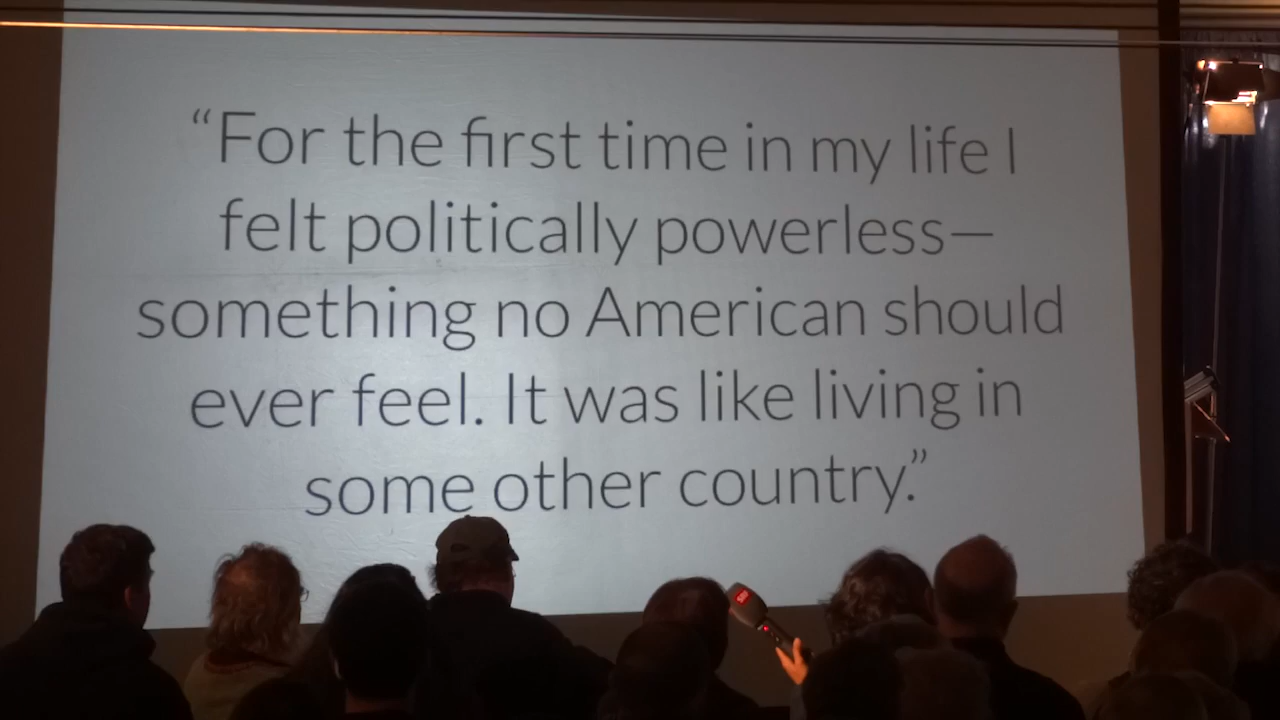 “For the first time in my life I
felt politically powerless—
something no American should
ever feel. It was like living in
some other country.”